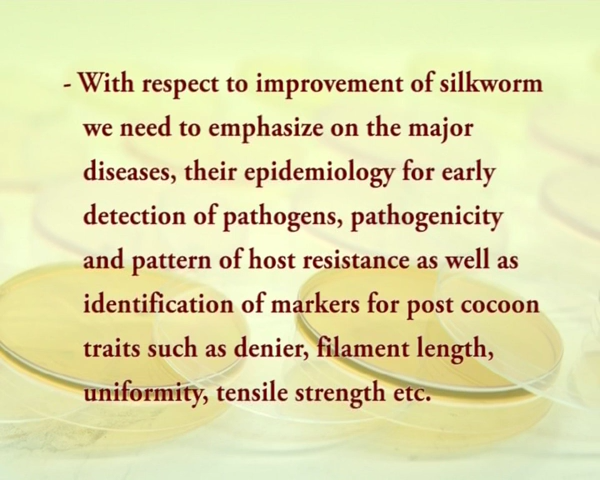 - With respect to improvement of silkworm
we need to emphasize on the major
diseases, their epidemiology for early
detection of pathogens, pathogenicity
and pattern of host resistance as well as
identification of markers for post cocoon
traits such as denier, filament length,
uniformity, tensile strength etc.